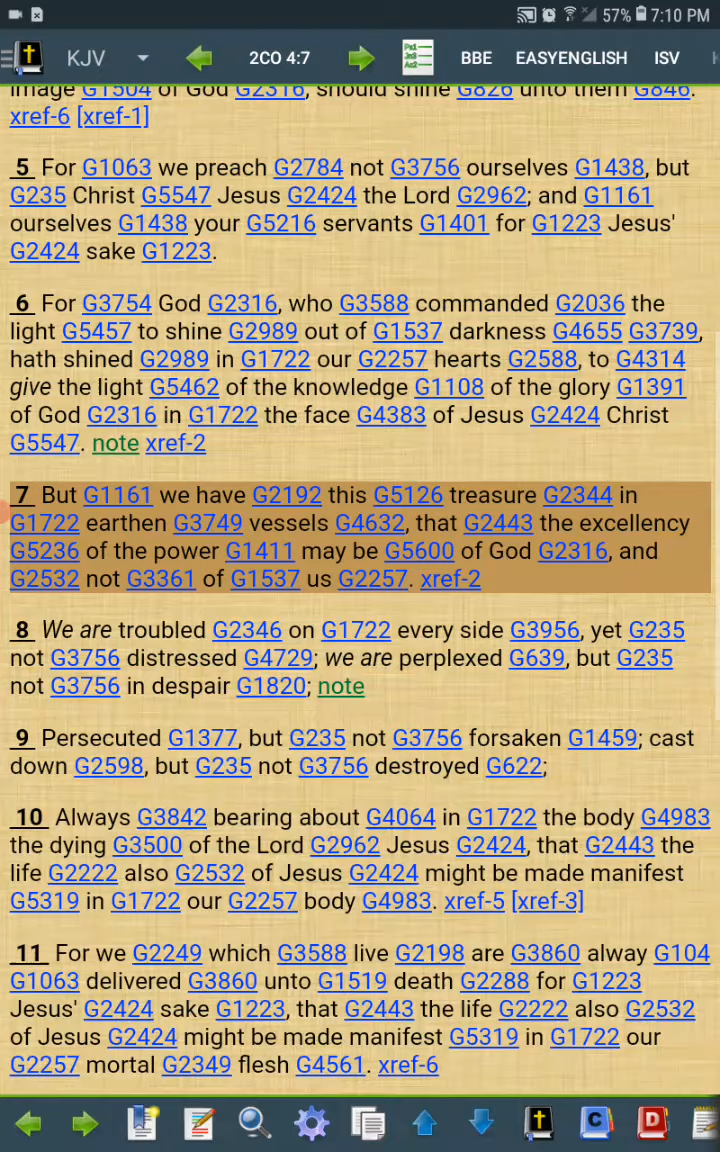 57% 7:10 PM
KJV 2CO 4:7 BBE EASYENGLISH ISV
image G1504 of God G2316, should shine G826 unto them G846.
xref-6 [xref-1]
5 For G1063 we preach G2784 not G3756 ourselves G1438, but
G235 Christ G5547 Jesus G2424 the Lord G2962; and G1161
ourselves G1438 your G5216 servants G1401 for G1223 Jesus'
G2424 sake G1223.
6 For G3754 God G2316, who G3588 commanded G2036 the
light G5457 to shine G2989 out of G1537 darkness G4655 G3739,
hath shined G2989 in G1722 our G2257 hearts G2588, to G4314
give the light G5462 of the knowledge G1108 of the glory G1391
of God G2316 in G1722 the face G4383 of Jesus G2424 Christ
G5547. note xref-2
7 But G1161 we have G2192 this G5126 treasure G2344 in
G1722 earthen G3749 vessels G4632, that G2443 the excellency
G5236 of the power G1411 may be G5600 of God G2316, and
G2532 not G3361 of G1537 us G2257. xref-2
8 We are troubled G2346 on G1722 every side G3956, yet G235
not G3756 distressed G4729; we are perplexed G639, but G235
not G3756 in despair G1820; note
9 Persecuted G1377, but G235 not G3756 forsaken G1459; cast
down G2598, but G235 not G3756 destroyed G622;
10 Always G3842 bearing about G4064 in G1722 the body G4983
the dying G3500 of the Lord G2962 Jesus G2424, that G2443 the
life G2222 also G2532 of Jesus G2424 might be made manifest
G5319 in G1722 our G2257 body G4983. xref-5 [xref-3]
11 For we G2249 which G3588 live G2198 are G3860 alway G104
G1063 delivered G3860 unto G1519 death G2288 for G1223
Jesus' G2424 sake G1223, that G2443 the life G2222 also G2532
of Jesus G2424 might be made manifest G5319 in G1722 our
G2257 mortal G2349 flesh G4561. xref-6
C D